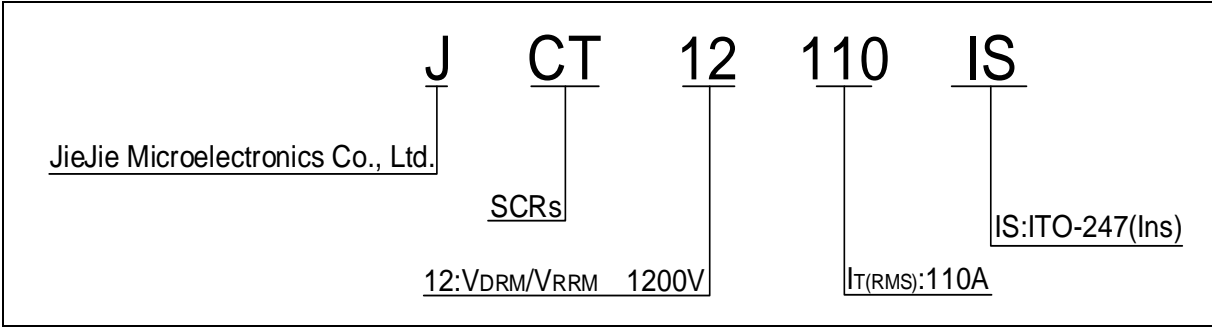 J CT 12 110 IS
JieJie Microelectronics Co., Ltd.
SCRs
IS:ITO-247(Ins)
12:VDRM/VRRM 1200V
IT(RMS):110A